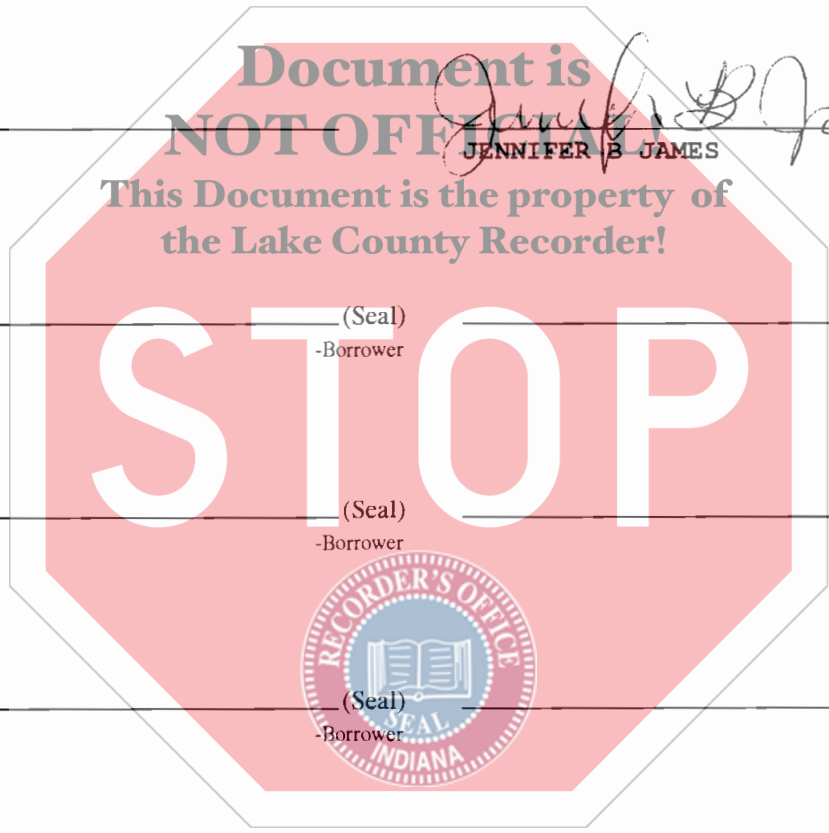 Document is
NOT OFFICIAL!
JENNIFER B JAMES
This Document is the property of
the Lake County Recorder!
STOP
(Seal)
-Borrower
(Seal)
-Borrower
RECORDER'S OFFICE
(Seal)
SEAL
-Borrower
INDIANA